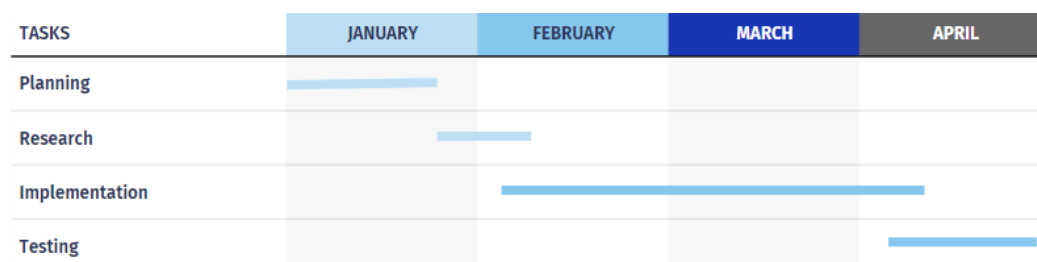 TASKS JANUARY FEBRUARY MARCH APRIL
Planning
Research
Implementation
Testing